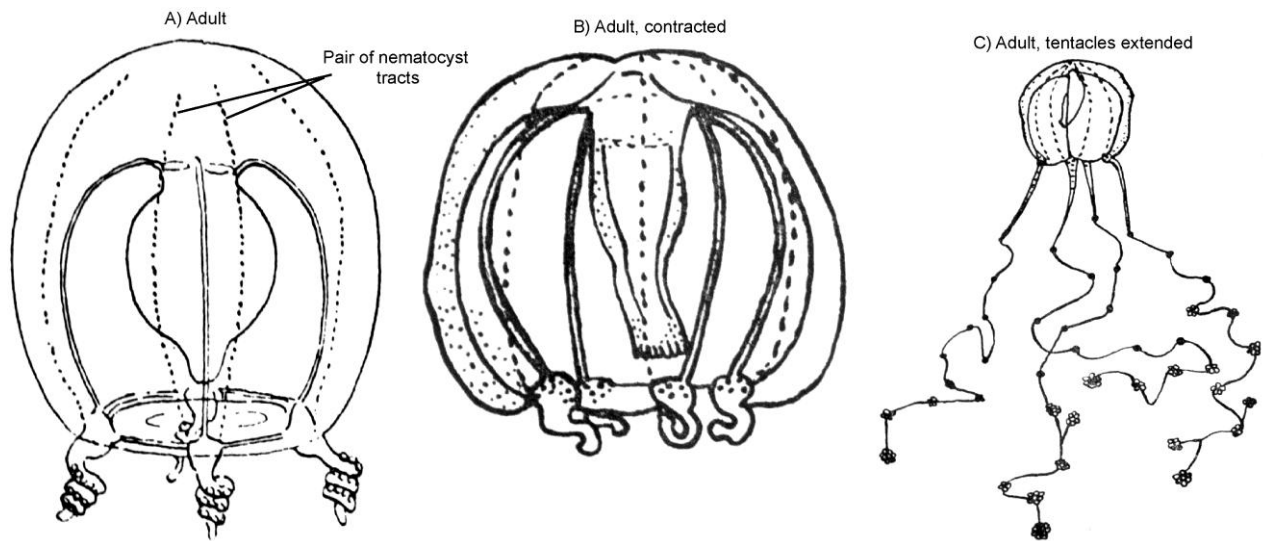 A) Adult
Pair of nematocyst
tracts
B) Adult, contracted
C) Adult, tentacles extended